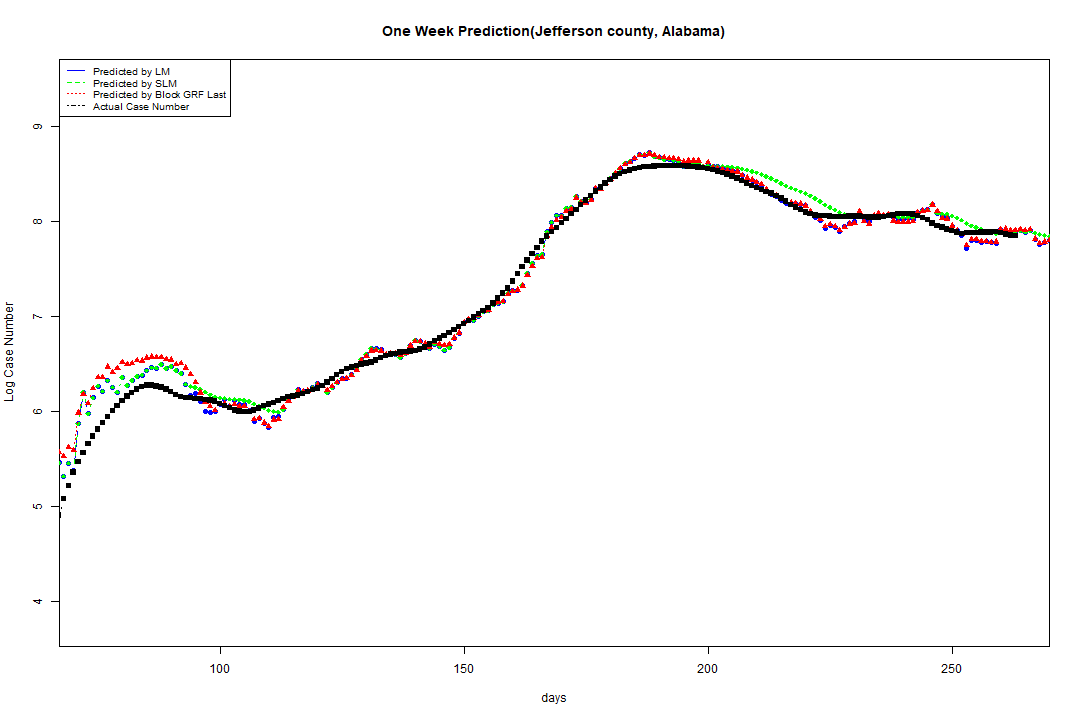 One Week Prediction(Jefferson county, Alabama)
Predicted by LM
Predicted by SLM
Predicted by Block GRF Last
Actual Case Number
9
8
7
6
5
4
Log Case Number
100 150 200 250
days